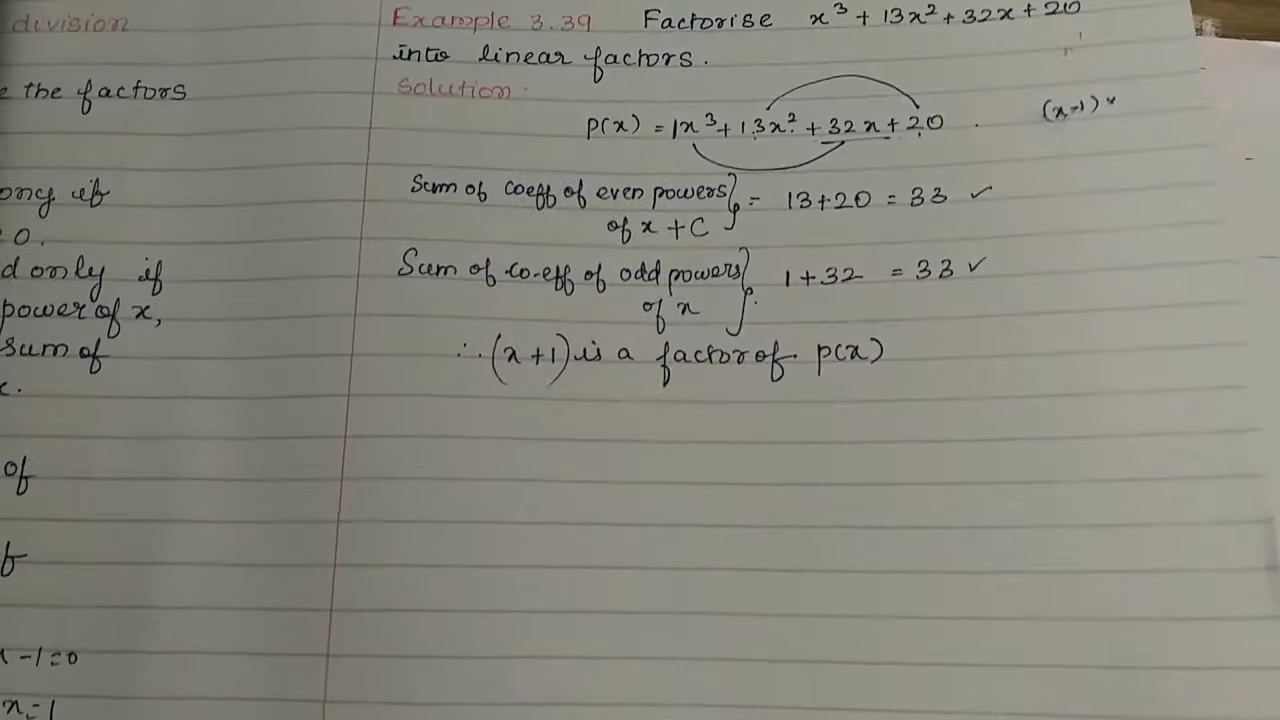 division
e the factors
ong if
0.
d only if
power of x,
sum of
c.
of
x-1=0
x=1
Example 3.39 Factorise x³ + 13x² + 32x + 20
into linear factors.
Solution.
P(x) = 1x³ + 13x² + 32x + 20 . (x-1) ×
Sum of coeff of even powers} = 13+20 = 33 ✓
of x + C
Sum of co-eff of odd powers} 1+32 = 33 ✓
of x
∴ (x+1) is a factor of p(x)